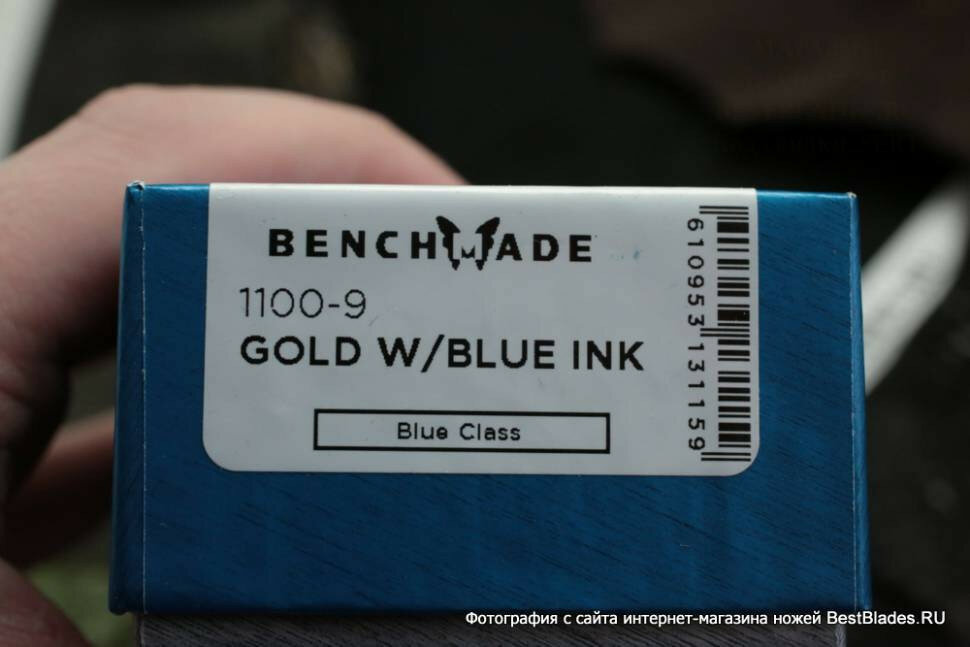 BENCHMADE
1100-9
GOLD W/BLUE INK
Blue Class
610953131159
Фотография с сайта интернет-магазина ножей BestBlades.RU